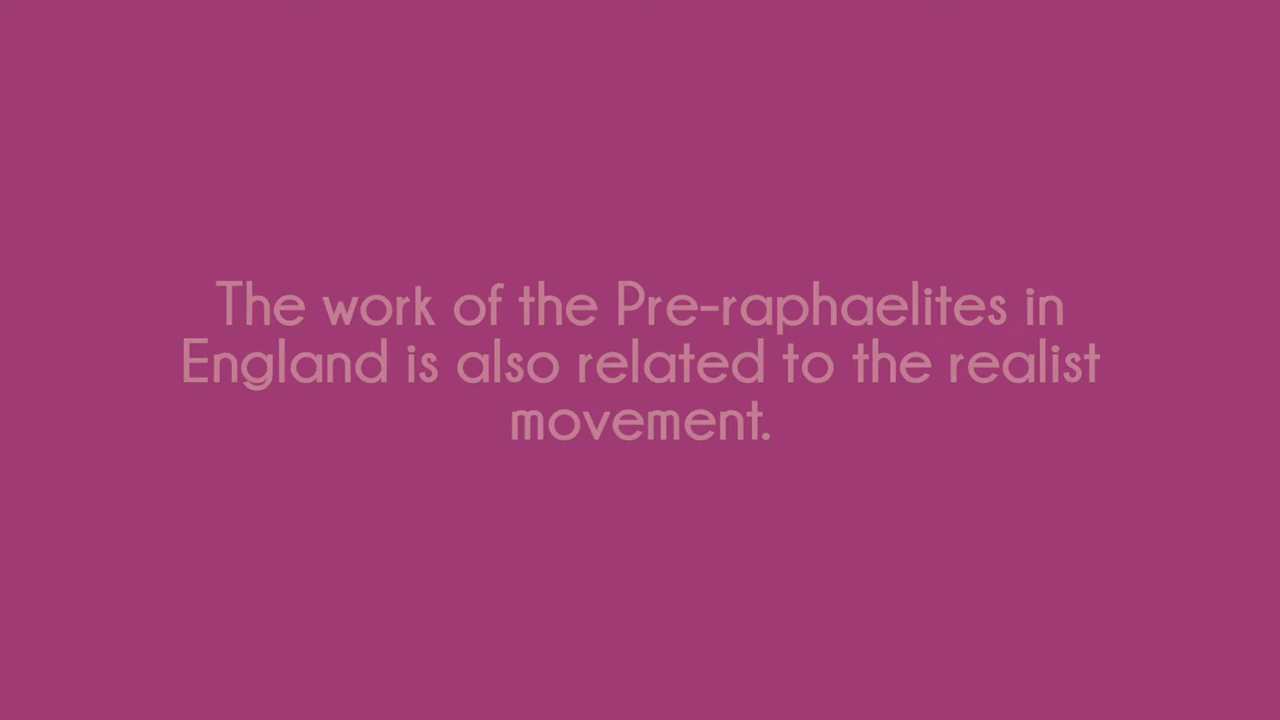 The work of the Pre-raphaelites in
England is also related to the realist
movement.